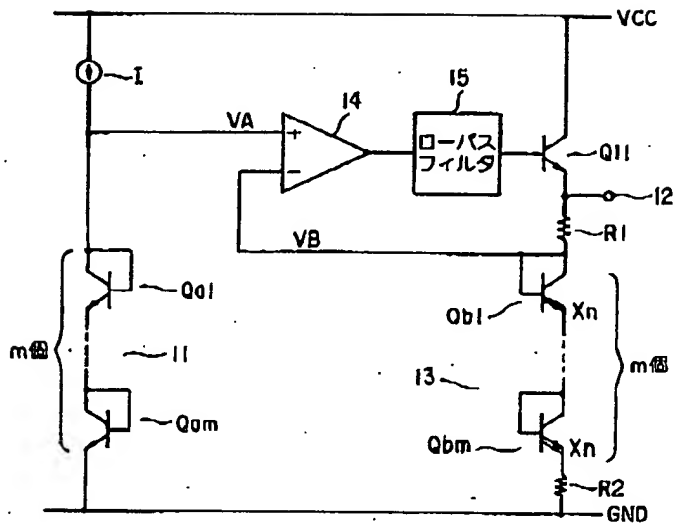 VCC
I
15
14
VA
+
ローパス
フィルタ
Q11
12
−
R1
VB
Qa1
Qb1
Xn
m個
11
13
m個
Qam
Qbm
Xn
R2
GND